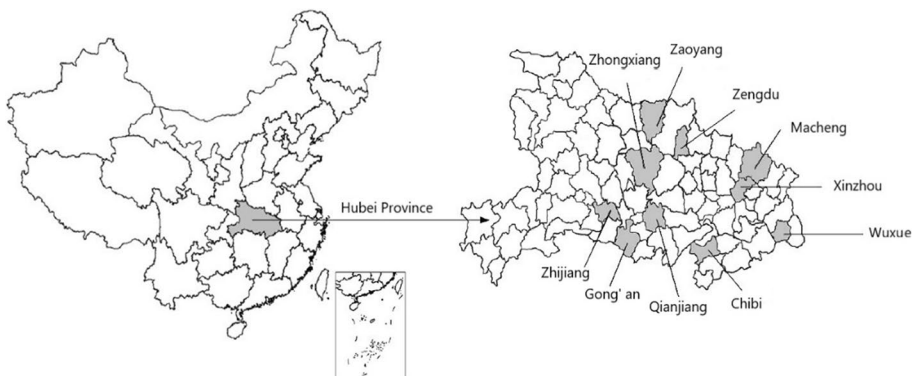 Zaoyang
Zhongxiang
Zengdu
Macheng
Xinzhou
Hubei Province
Wuxue
Zhijiang
Gong' an
Qianjiang
Chibi